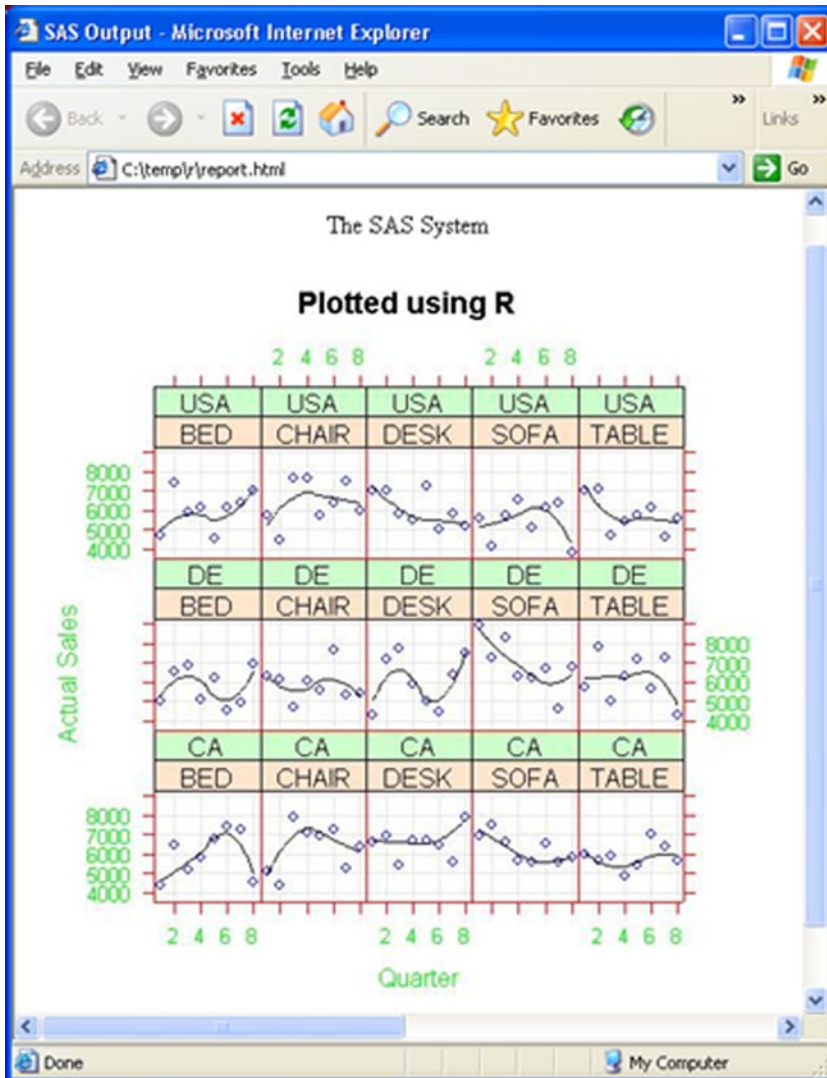 SAS Output - Microsoft Internet Explorer
File Edit View Favorites Tools Help
Back Search Favorites » Links »
Address C:\temp\r\report.html Go
The SAS System
Plotted using R
2 4 6 8 2 4 6 8
USA USA USA USA USA
BED CHAIR DESK SOFA TABLE
8000
7000
6000
5000
4000
DE DE DE DE DE
BED CHAIR DESK SOFA TABLE
Actual Sales
8000
7000
6000
5000
4000
CA CA CA CA CA
BED CHAIR DESK SOFA TABLE
8000
7000
6000
5000
4000
2 4 6 8 2 4 6 8 2 4 6 8
Quarter
Done My Computer